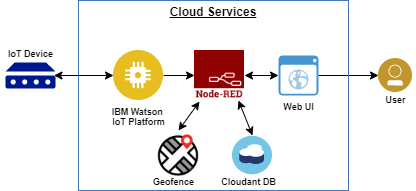 Cloud Services
IoT Device
IBM Watson
IoT Platform
Node-RED
Web UI
User
Geofence
Cloudant DB